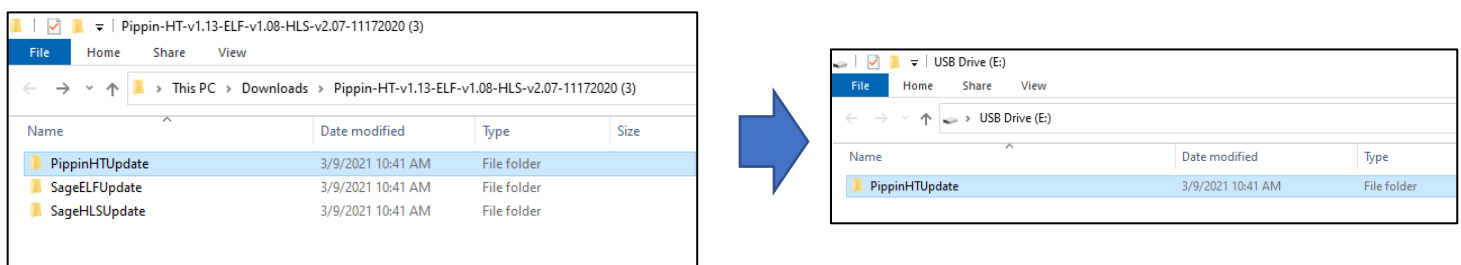 Pippin-HT-v1.13-ELF-v1.08-HLS-v2.07-11172020 (3)
File Home Share View
This PC > Downloads > Pippin-HT-v1.13-ELF-v1.08-HLS-v2.07-11172020 (3)
Name Date modified Type Size
PippinHTUpdate 3/9/2021 10:41 AM File folder
SageELFUpdate 3/9/2021 10:41 AM File folder
SageHLSUpdate 3/9/2021 10:41 AM File folder
USB Drive (E:)
File Home Share View
USB Drive (E:)
Name Date modified Type
PippinHTUpdate 3/9/2021 10:41 AM File folder